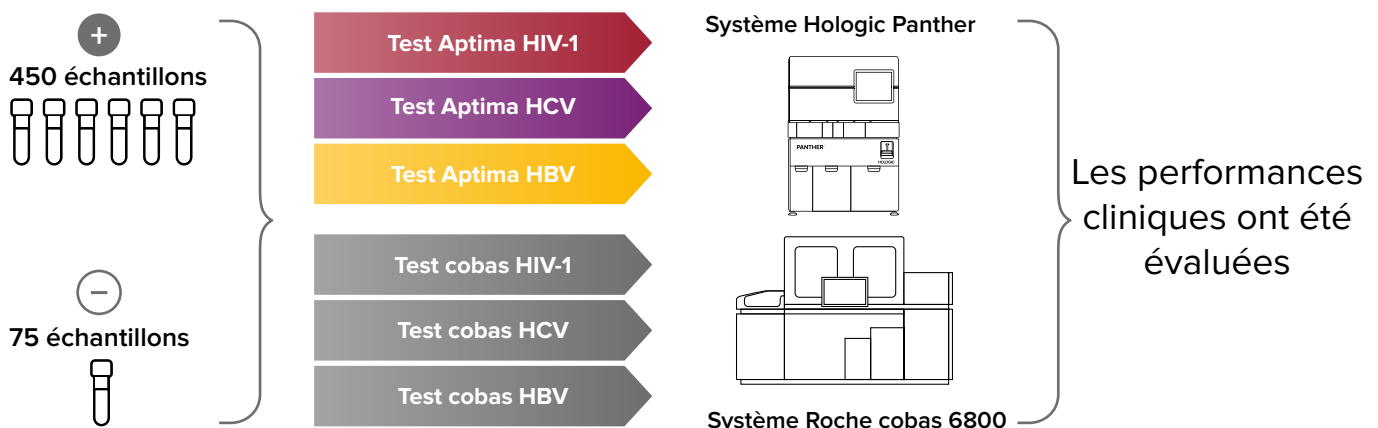 +
450 échantillons
−
75 échantillons
Test Aptima HIV-1
Test Aptima HCV
Test Aptima HBV
Test cobas HIV-1
Test cobas HCV
Test cobas HBV
Système Hologic Panther
PANTHER
HOLOGIC
Système Roche cobas 6800
Les performances
cliniques ont été
évaluées